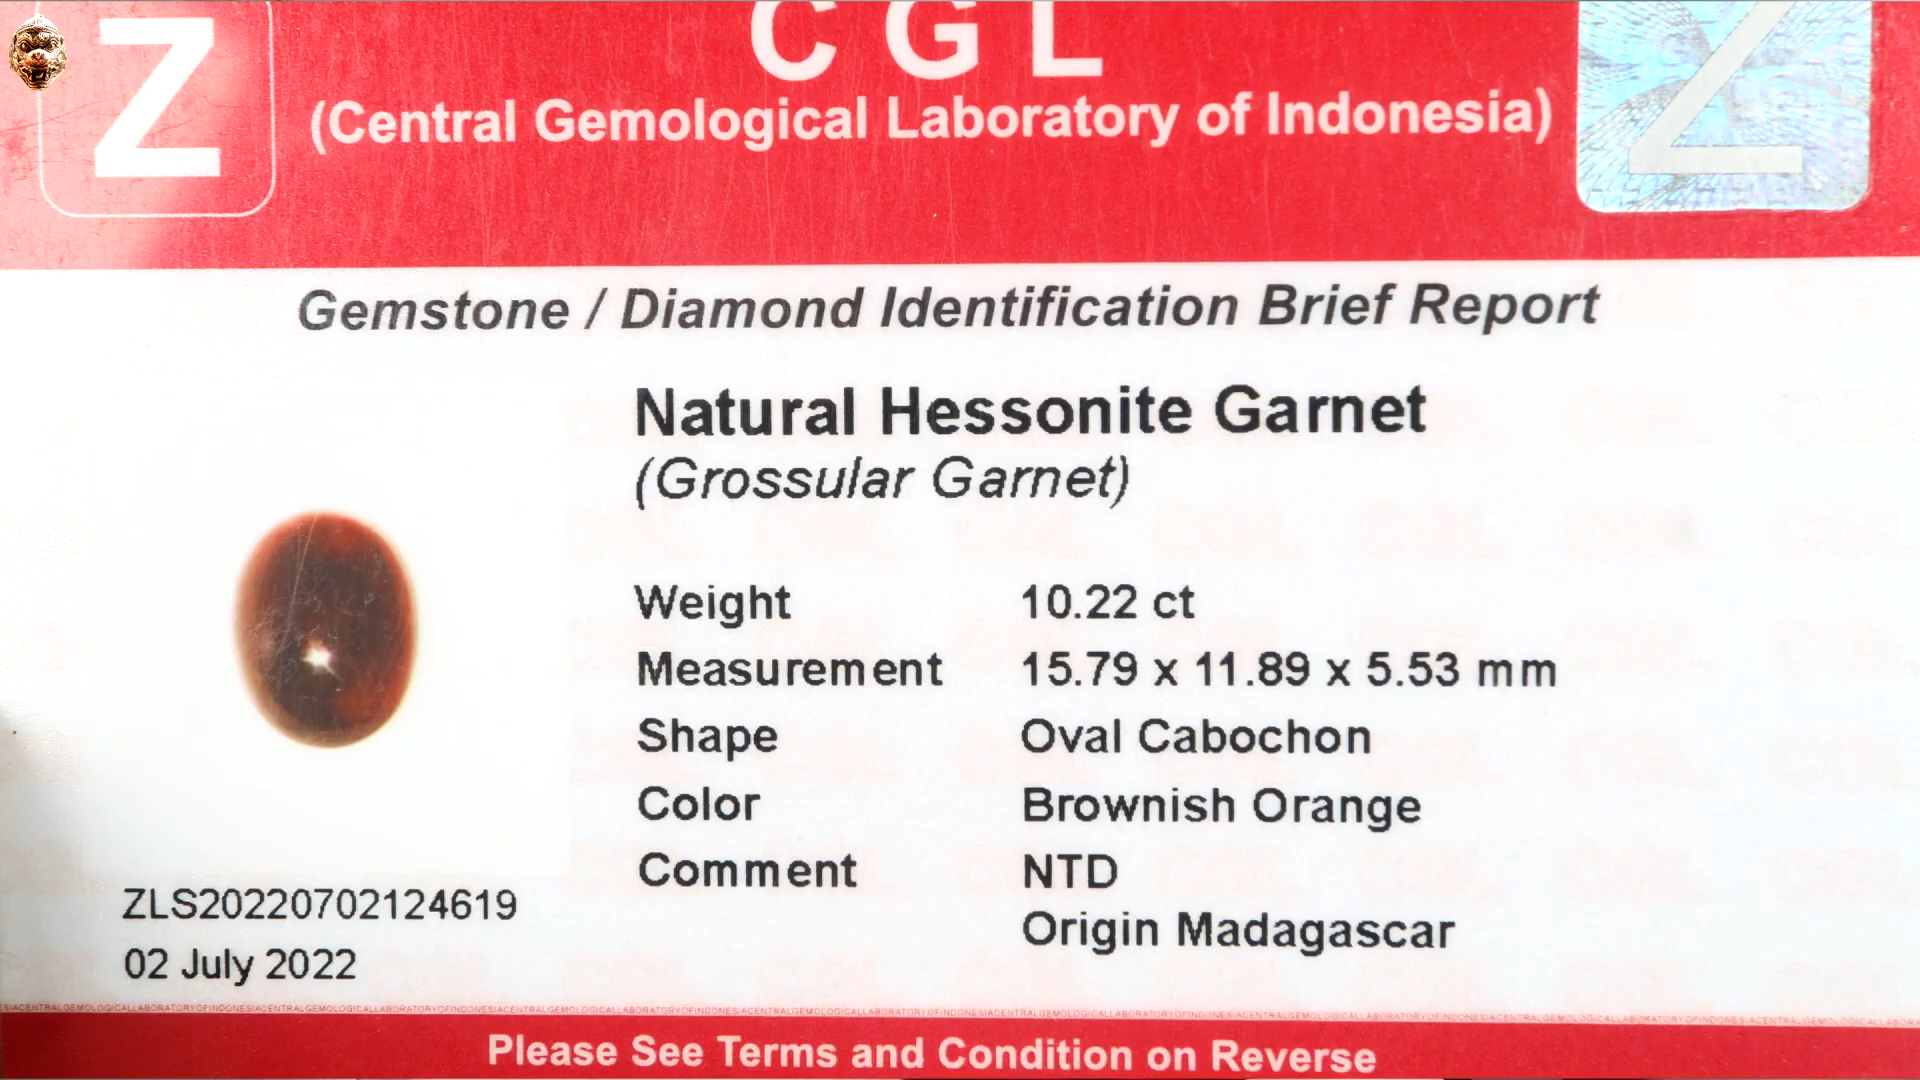 Z
CGL
Z
(Central Gemological Laboratory of Indonesia)
Gemstone / Diamond Identification Brief Report
Natural Hessonite Garnet
(Grossular Garnet)
Weight 10.22 ct
Measurement 15.79 x 11.89 x 5.53 mm
Shape Oval Cabochon
Color Brownish Orange
Comment NTD
Origin Madagascar
ZLS20220702124619
02 July 2022
Please See Terms and Condition on Reverse